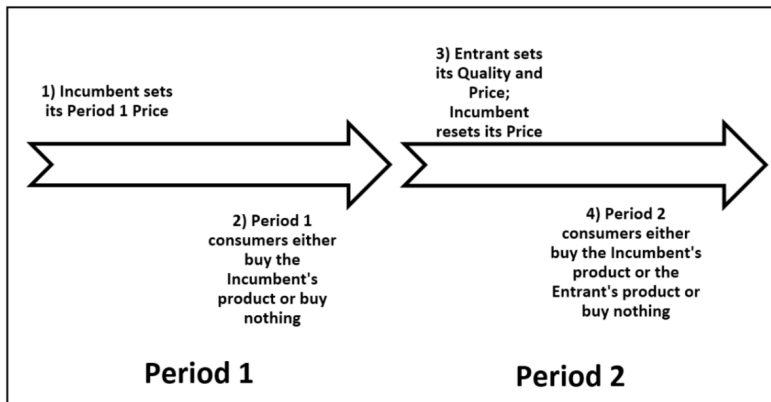 1) Incumbent sets
its Period 1 Price
2) Period 1
consumers either
buy the
Incumbent's
product or buy
nothing
Period 1
3) Entrant sets
its Quality and
Price;
Incumbent
resets its Price
4) Period 2
consumers either
buy the Incumbent's
product or the
Entrant's product or
buy nothing
Period 2